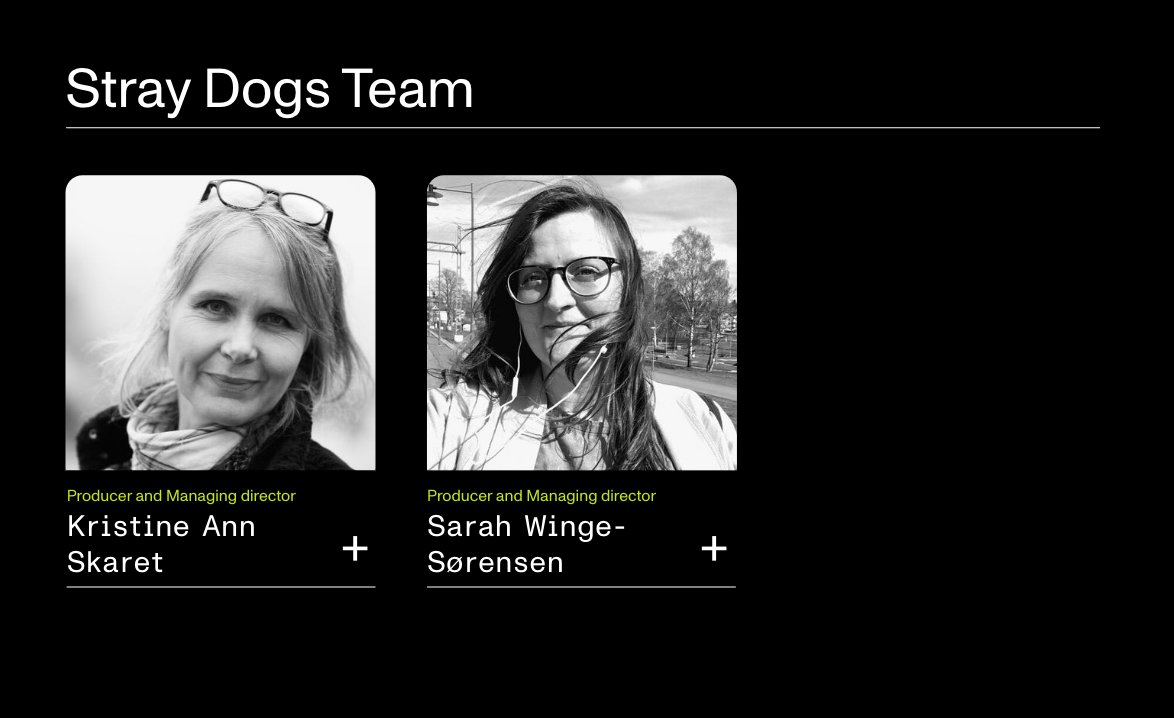 Stray Dogs Team
Producer and Managing director
Kristine Ann
Skaret
Producer and Managing director
Sarah Winge-
Sørensen